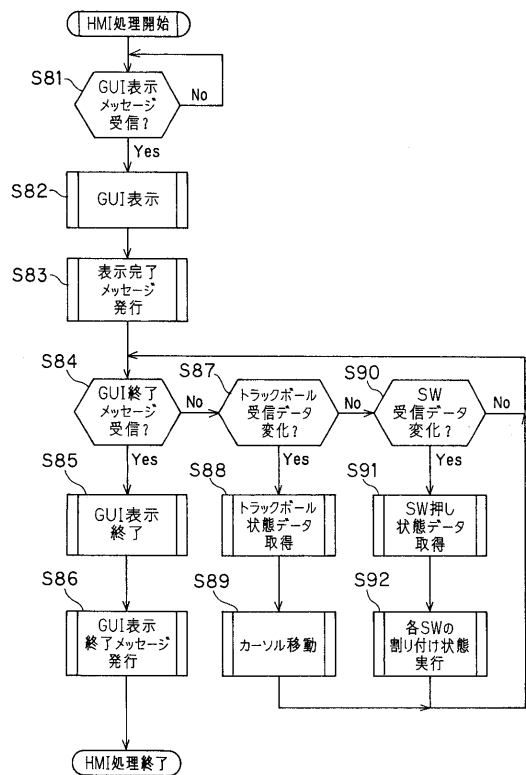 HMI処理開始
S81
GUI表示
メッセージ
受信?
No
Yes
S82
GUI表示
S83
表示完了
メッセージ
発行
S84
GUI終了
メッセージ
受信?
No
Yes
S87
トラックボール
受信データ
変化?
No
Yes
S90
SW
受信データ
変化?
No
Yes
S85
GUI表示
終了
S88
トラックボール
状態データ
取得
S91
SW押し
状態データ
取得
S86
GUI表示
終了メッセージ
発行
S89
カーソル移動
S92
各SWの
割り付け状態
実行
HMI処理終了